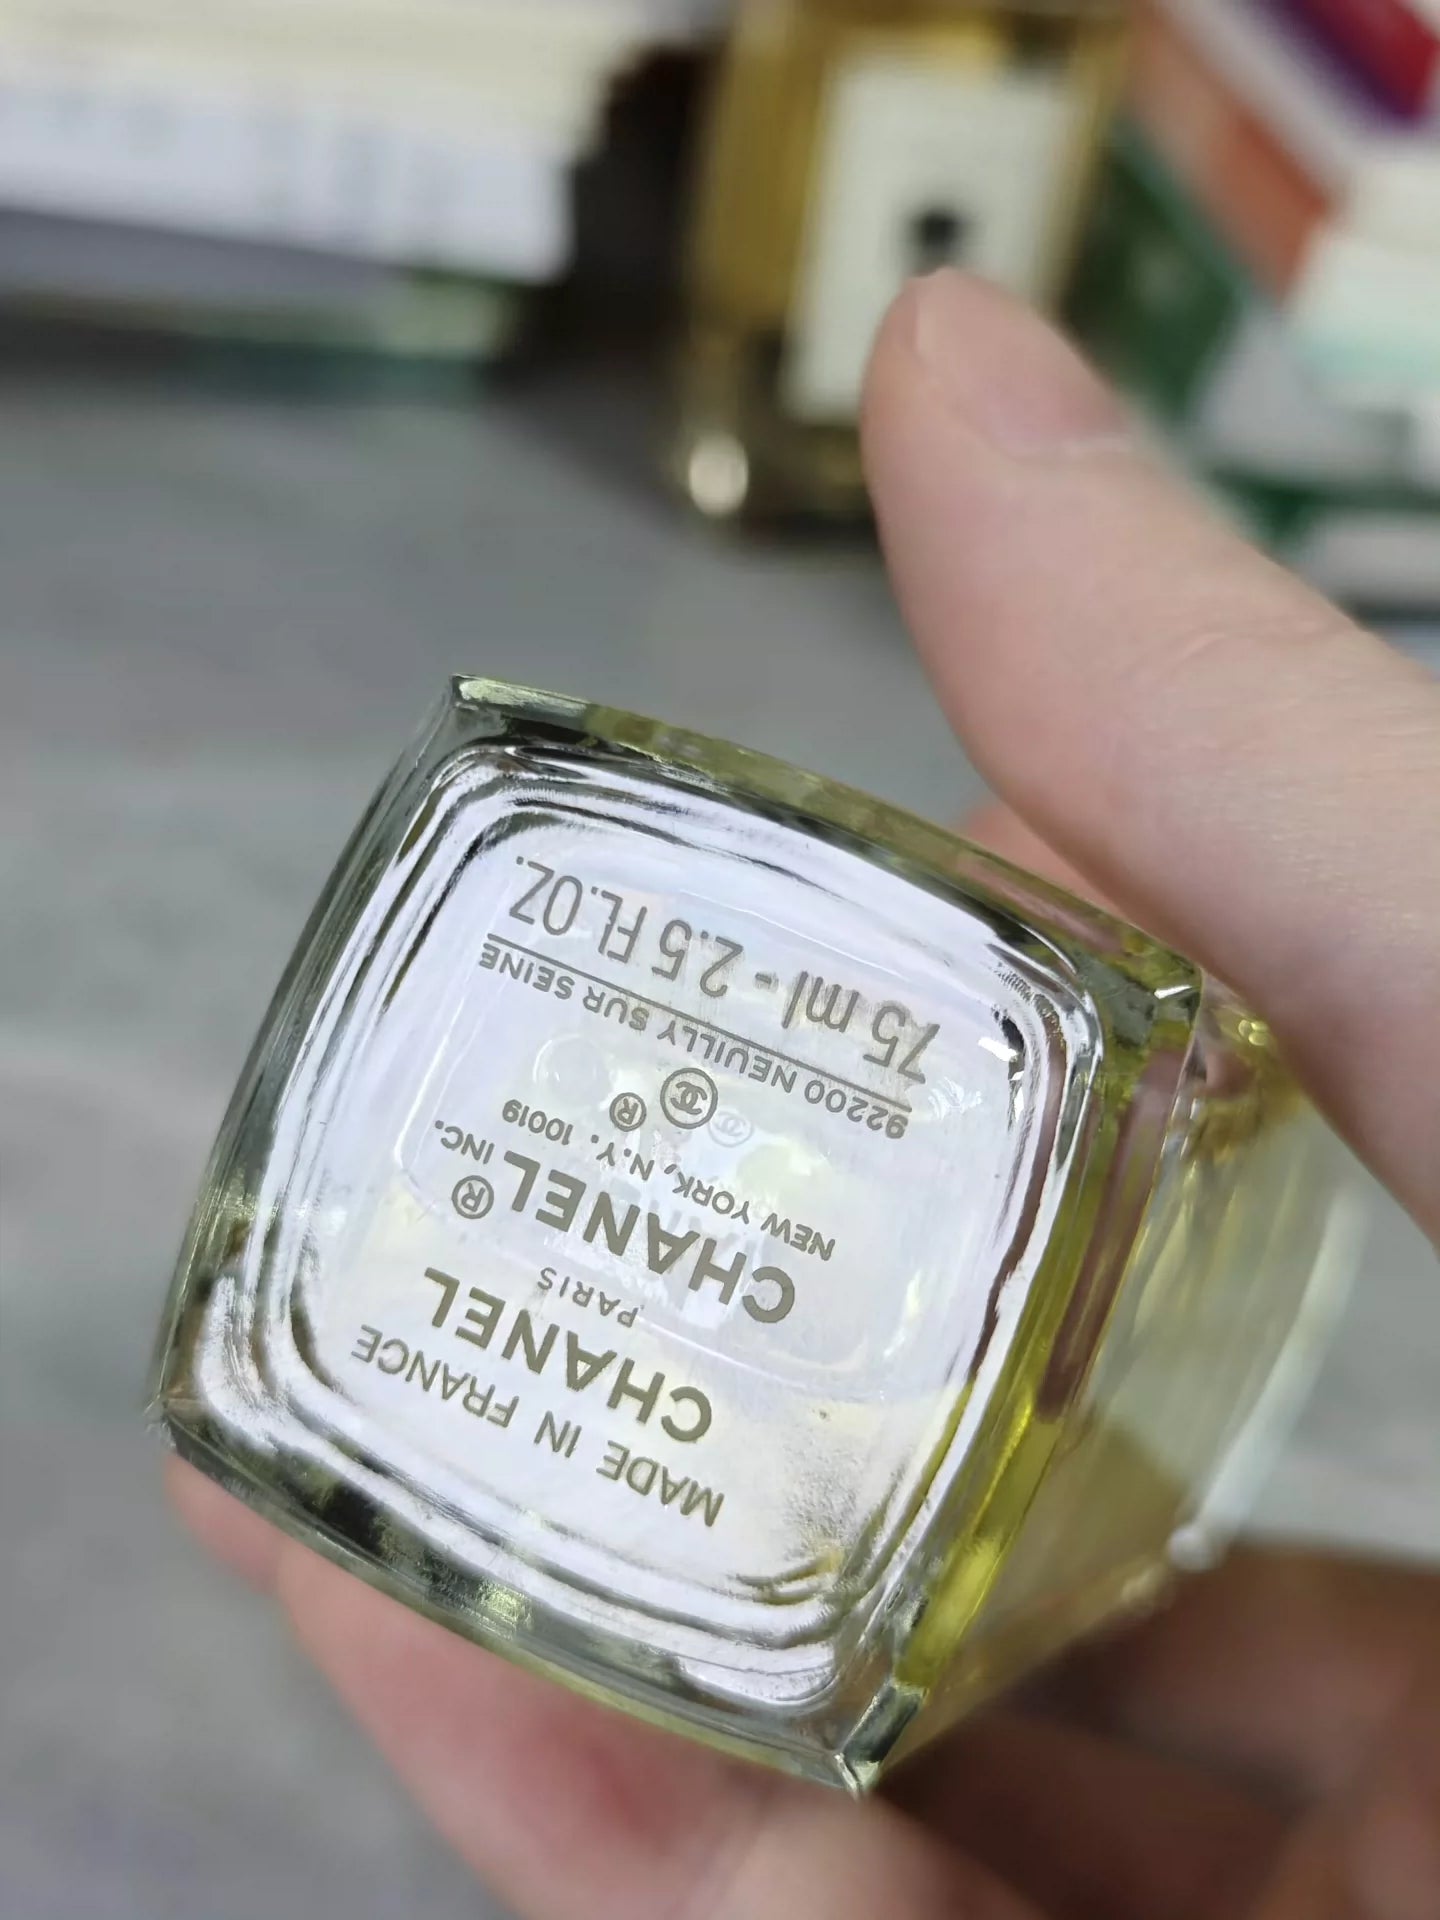 MADE IN FRANCE
CHANEL
PARIS
CHANEL® INC.
NEW YORK, N.Y. 10019
®
92200 NEUILLY SUR SEINE
75 ml - 2.5 FL.OZ.